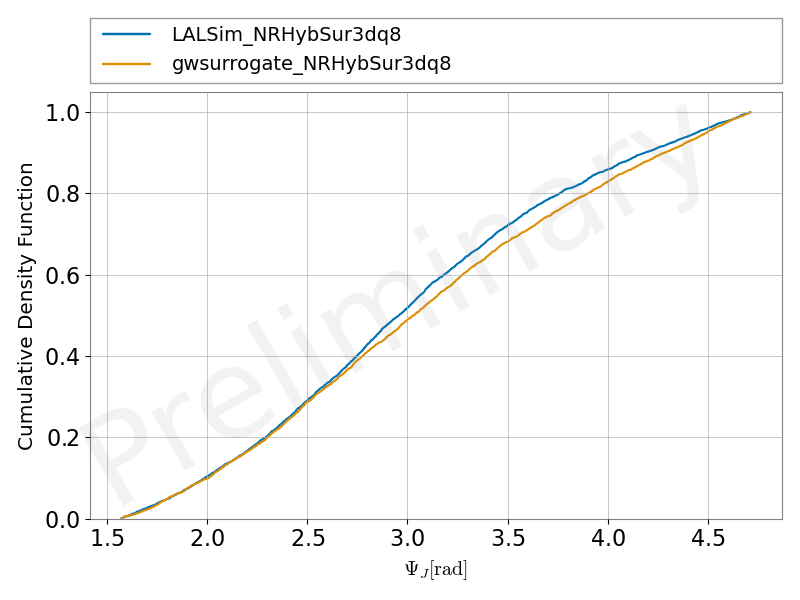 LALSim_NRHybSur3dq8
gwsurrogate_NRHybSur3dq8
Preliminary
Cumulative Density Function
1.0
0.8
0.6
0.4
0.2
0.0
1.5 2.0 2.5 3.0 3.5 4.0 4.5
Ψ_J[rad]